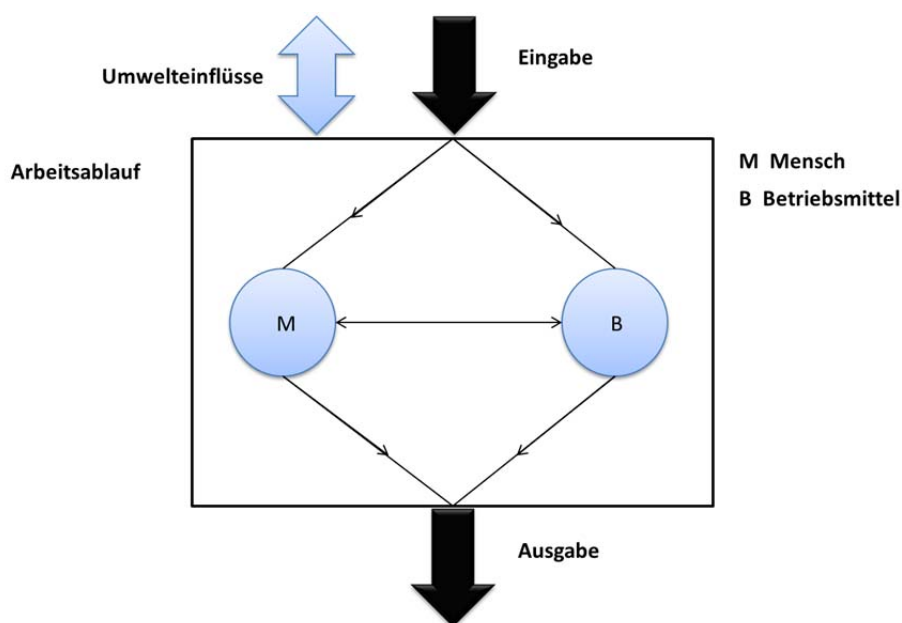 Umwelteinflüsse
Eingabe
Arbeitsablauf
M Mensch
B Betriebsmittel
M
B
Ausgabe